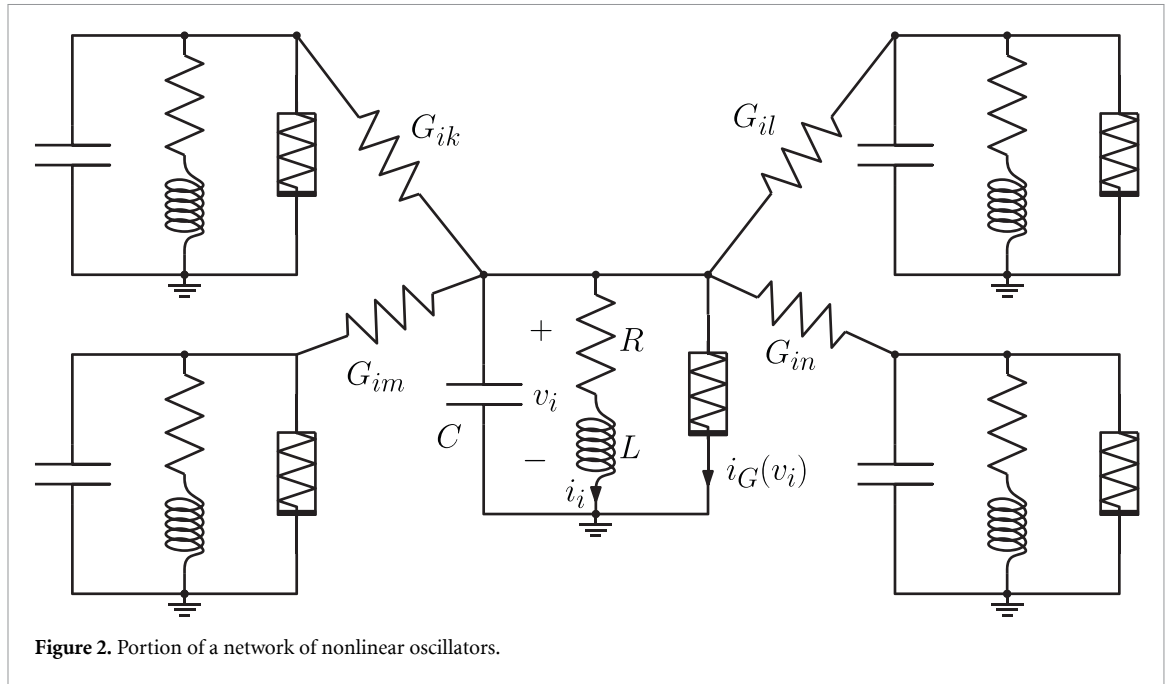 G_{ik}
G_{il}
+
R
G_{im}
G_{in}
v_i
C
−
L
i_i
i_G(v_i)
Figure 2. Portion of a network of nonlinear oscillators.